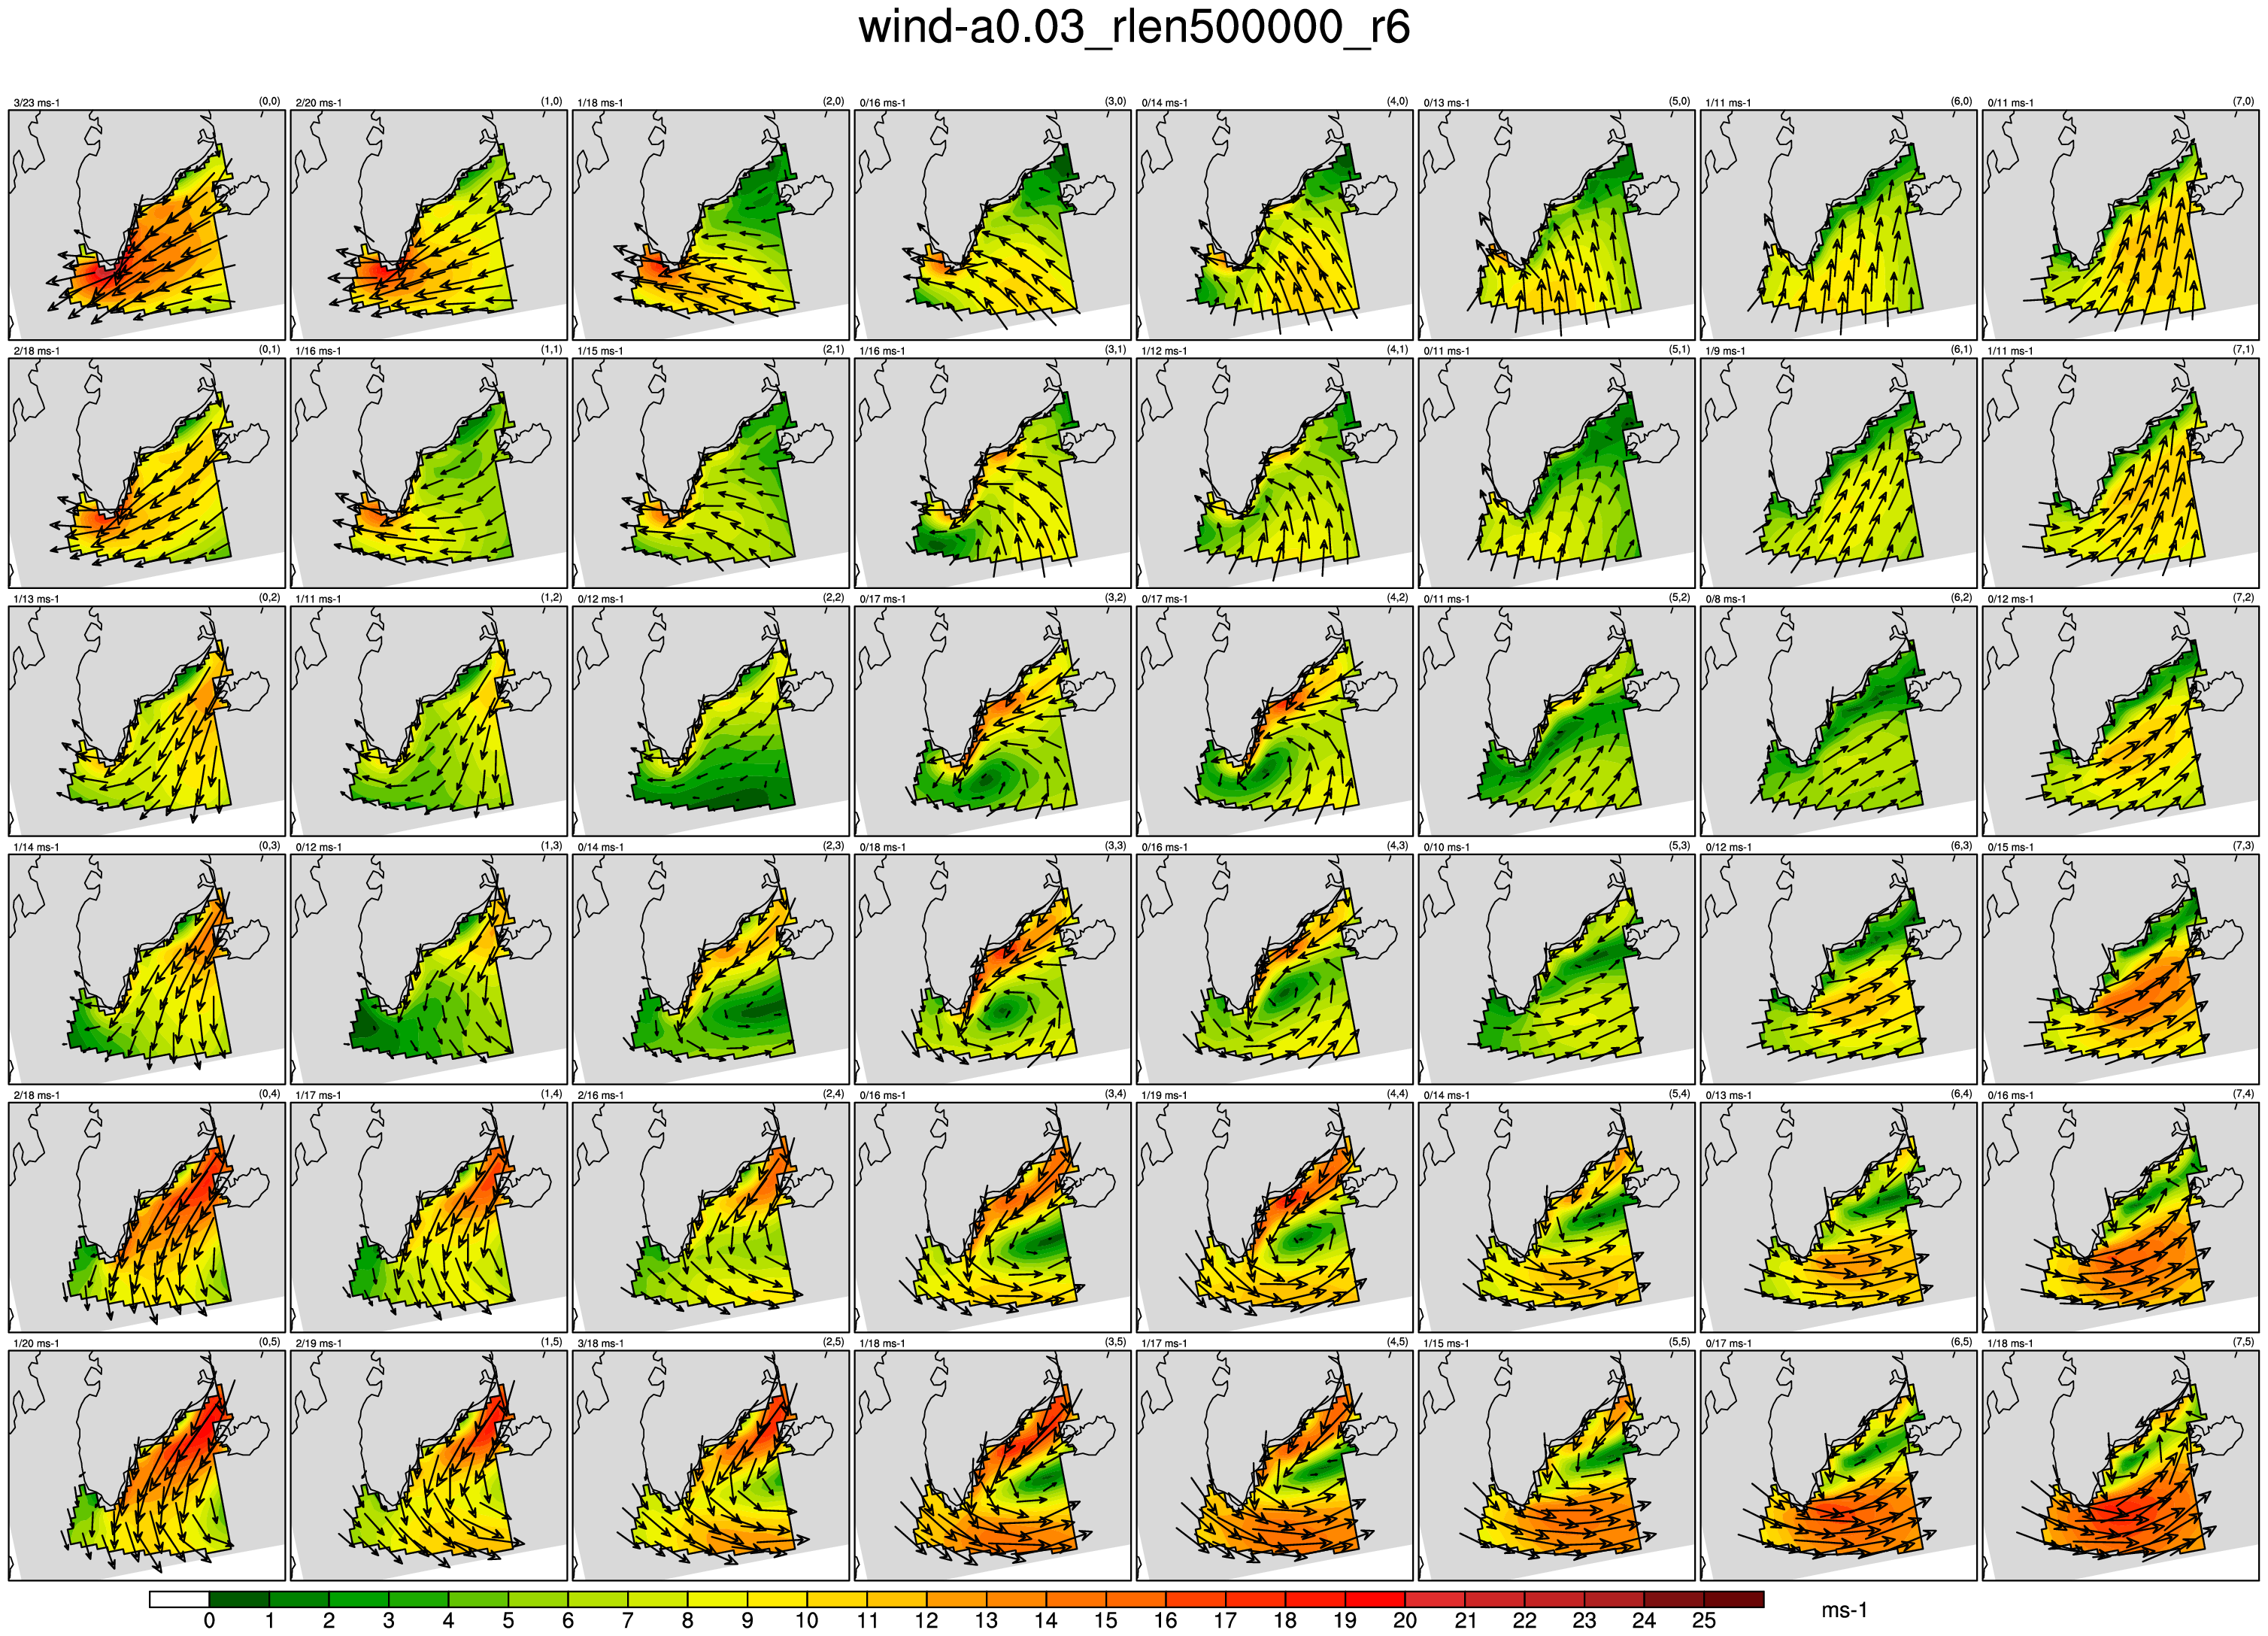 wind-a0.03_rlen500000_r6
3/23 ms-1 (0,0) 2/20 ms-1 (1,0) 1/18 ms-1 (2,0) 0/16 ms-1 (3,0) 0/14 ms-1 (4,0) 0/13 ms-1 (5,0) 1/11 ms-1 (6,0) 0/11 ms-1 (7,0)
2/18 ms-1 (0,1) 1/16 ms-1 (1,1) 1/15 ms-1 (2,1) 1/16 ms-1 (3,1) 1/12 ms-1 (4,1) 0/11 ms-1 (5,1) 1/9 ms-1 (6,1) 1/11 ms-1 (7,1)
1/13 ms-1 (0,2) 1/11 ms-1 (1,2) 0/12 ms-1 (2,2) 0/17 ms-1 (3,2) 0/17 ms-1 (4,2) 0/11 ms-1 (5,2) 0/8 ms-1 (6,2) 0/12 ms-1 (7,2)
1/14 ms-1 (0,3) 0/12 ms-1 (1,3) 0/14 ms-1 (2,3) 0/18 ms-1 (3,3) 0/16 ms-1 (4,3) 0/10 ms-1 (5,3) 0/12 ms-1 (6,3) 0/15 ms-1 (7,3)
2/18 ms-1 (0,4) 1/17 ms-1 (1,4) 2/16 ms-1 (2,4) 0/16 ms-1 (3,4) 1/19 ms-1 (4,4) 0/14 ms-1 (5,4) 0/13 ms-1 (6,4) 0/16 ms-1 (7,4)
1/20 ms-1 (0,5) 2/19 ms-1 (1,5) 3/18 ms-1 (2,5) 1/18 ms-1 (3,5) 1/17 ms-1 (4,5) 1/15 ms-1 (5,5) 0/17 ms-1 (6,5) 1/18 ms-1 (7,5)
0 1 2 3 4 5 6 7 8 9 10 11 12 13 14 15 16 17 18 19 20 21 22 23 24 25 ms-1